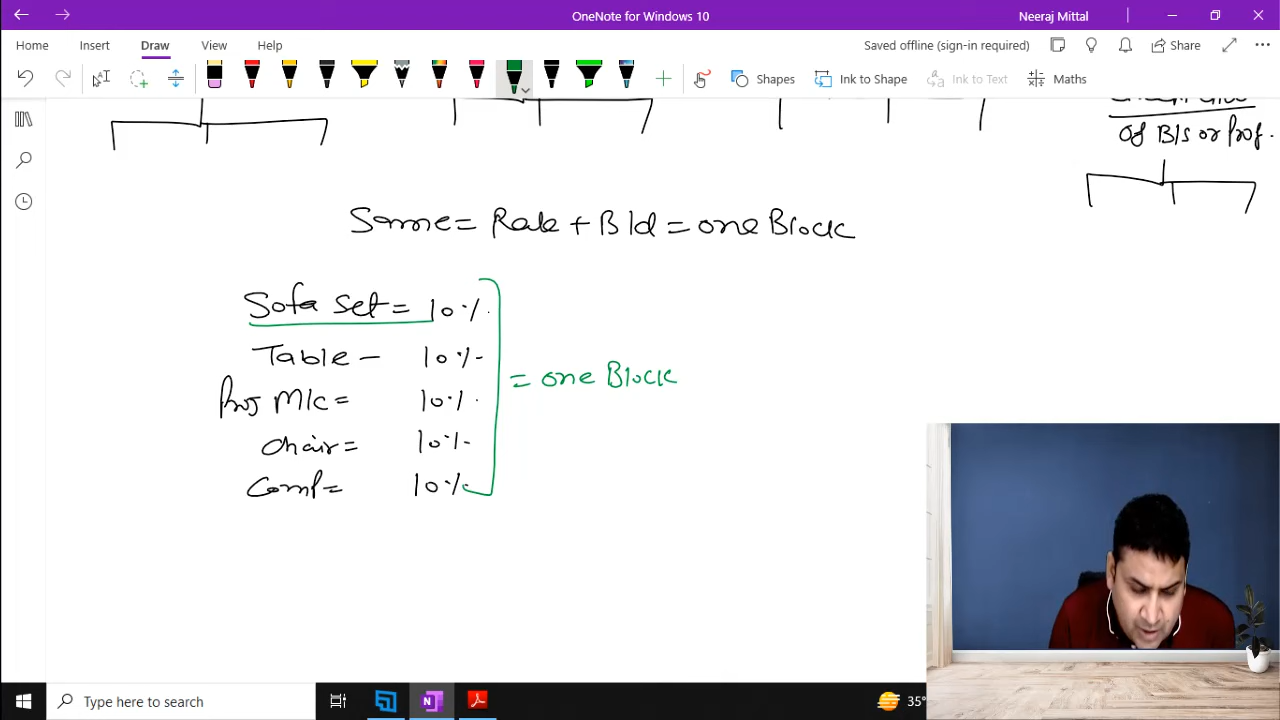 OneNote for Windows 10
Neeraj Mittal
Home Insert Draw View Help
Saved offline (sign-in required) Share
Shapes Ink to Shape Ink to Text Maths
Of B/s or Prof.
Same = Rate + Bld = one Block
Sofa set = 10%
Table - 10%
M/c = 10%
= one Block
Chair = 10%
Comp = 10%
Type here to search
N
35°